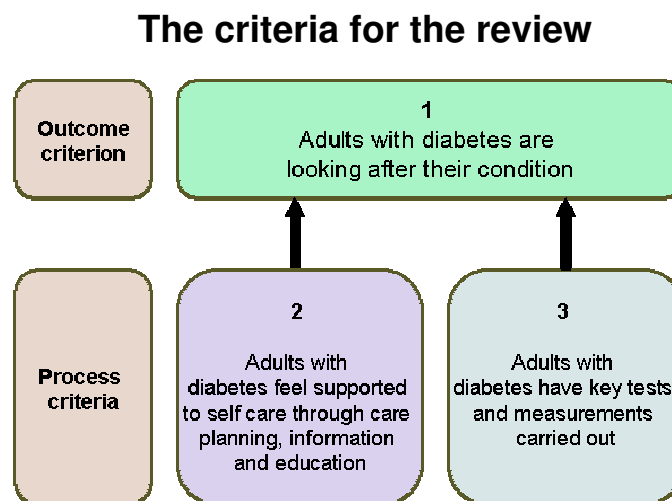 The criteria for the review
Outcome
criterion
1
Adults with diabetes are
looking after their condition
Process
criteria
2
Adults with
diabetes feel supported
to self care through care
planning, information
and education
3
Adults with
diabetes have key tests
and measurements
carried out